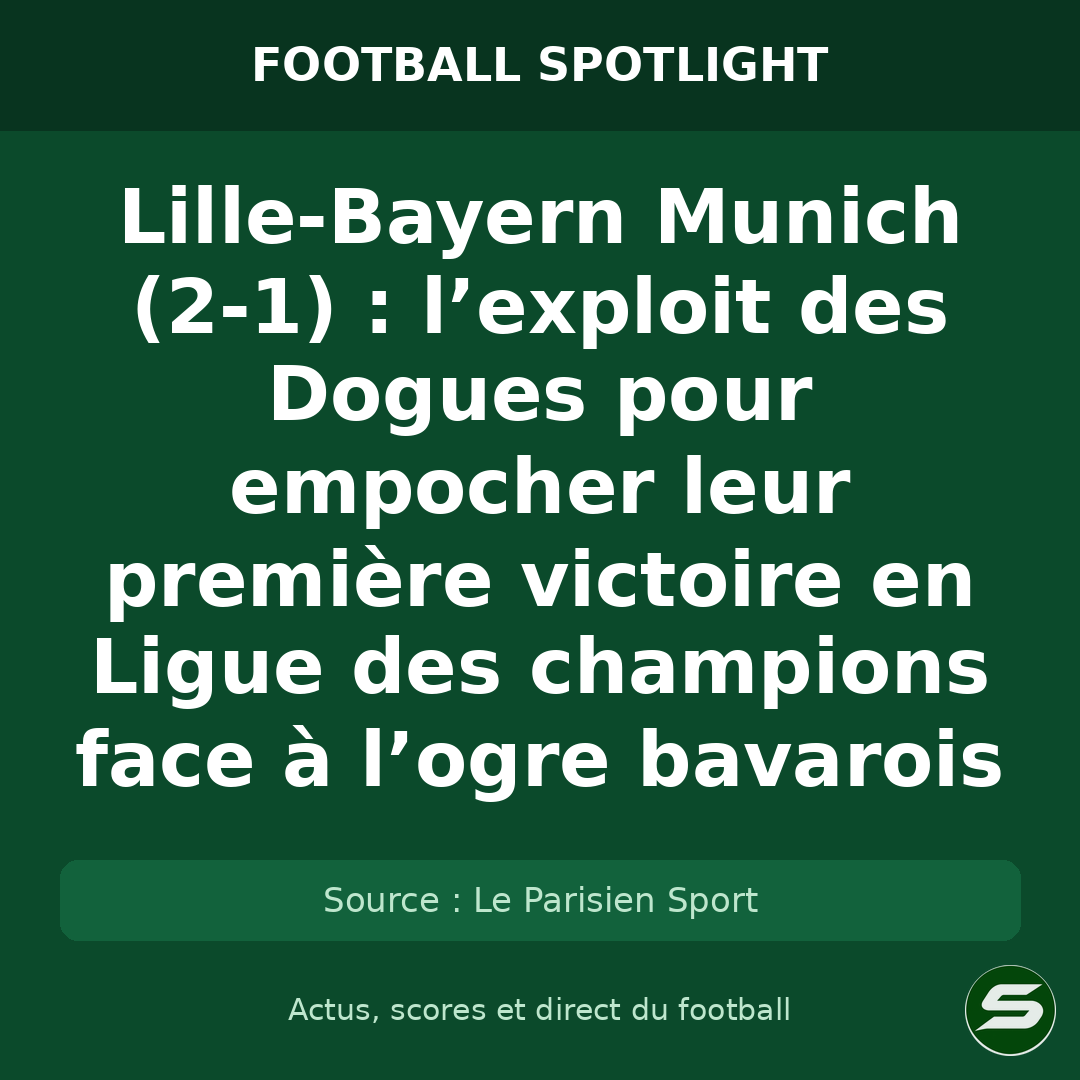 FOOTBALL SPOTLIGHT
Lille-Bayern Munich
(2-1) : l’exploit des
Dogues pour
empocher leur
première victoire en
Ligue des champions
face à l’ogre bavarois
Source : Le Parisien Sport
Actus, scores et direct du football
S